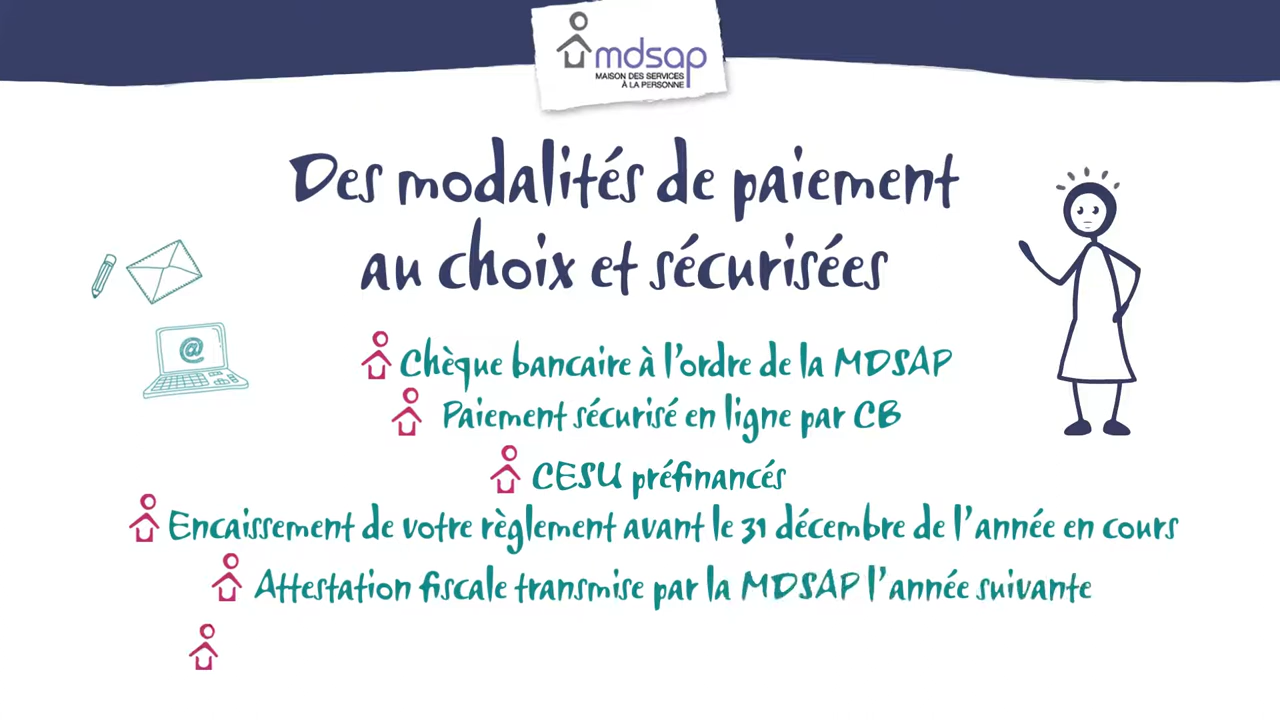 mdsap
MAISON DES SERVICES
À LA PERSONNE
Des modalités de paiement
au choix et sécurisées
@
Chèque bancaire à l'ordre de la MDSAP
Paiement sécurisé en ligne par CB
CESU préfinancés
Encaissement de votre règlement avant le 31 décembre de l'année en cours
Attestation fiscale transmise par la MDSAP l'année suivante